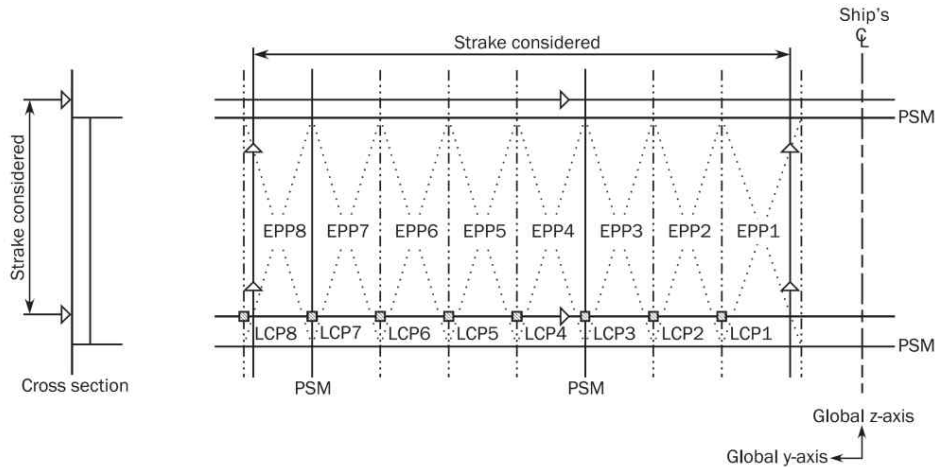 Ship's
℄
Strake considered
PSM
Strake considered
EPP8 EPP7 EPP6 EPP5 EPP4 EPP3 EPP2 EPP1
LCP8 LCP7 LCP6 LCP5 LCP4 LCP3 LCP2 LCP1
PSM
Cross section
PSM PSM
Global z-axis
Global y-axis